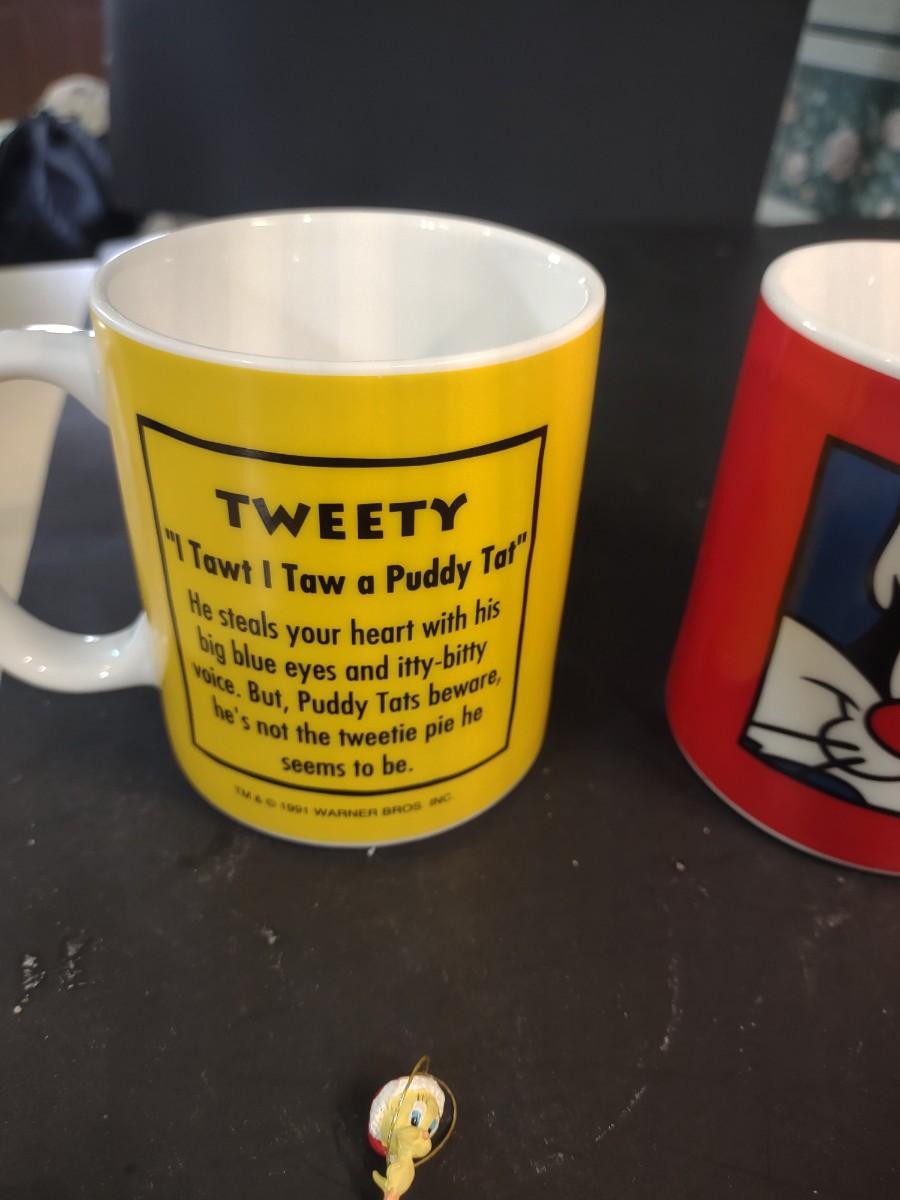 TWEETY
"I Tawt I Taw a Puddy Tat"
He steals your heart with his
big blue eyes and itty-bitty
voice. But, Puddy Tats beware,
he's not the tweetie pie he
seems to be.
TM & © 1991 WARNER BROS. INC.